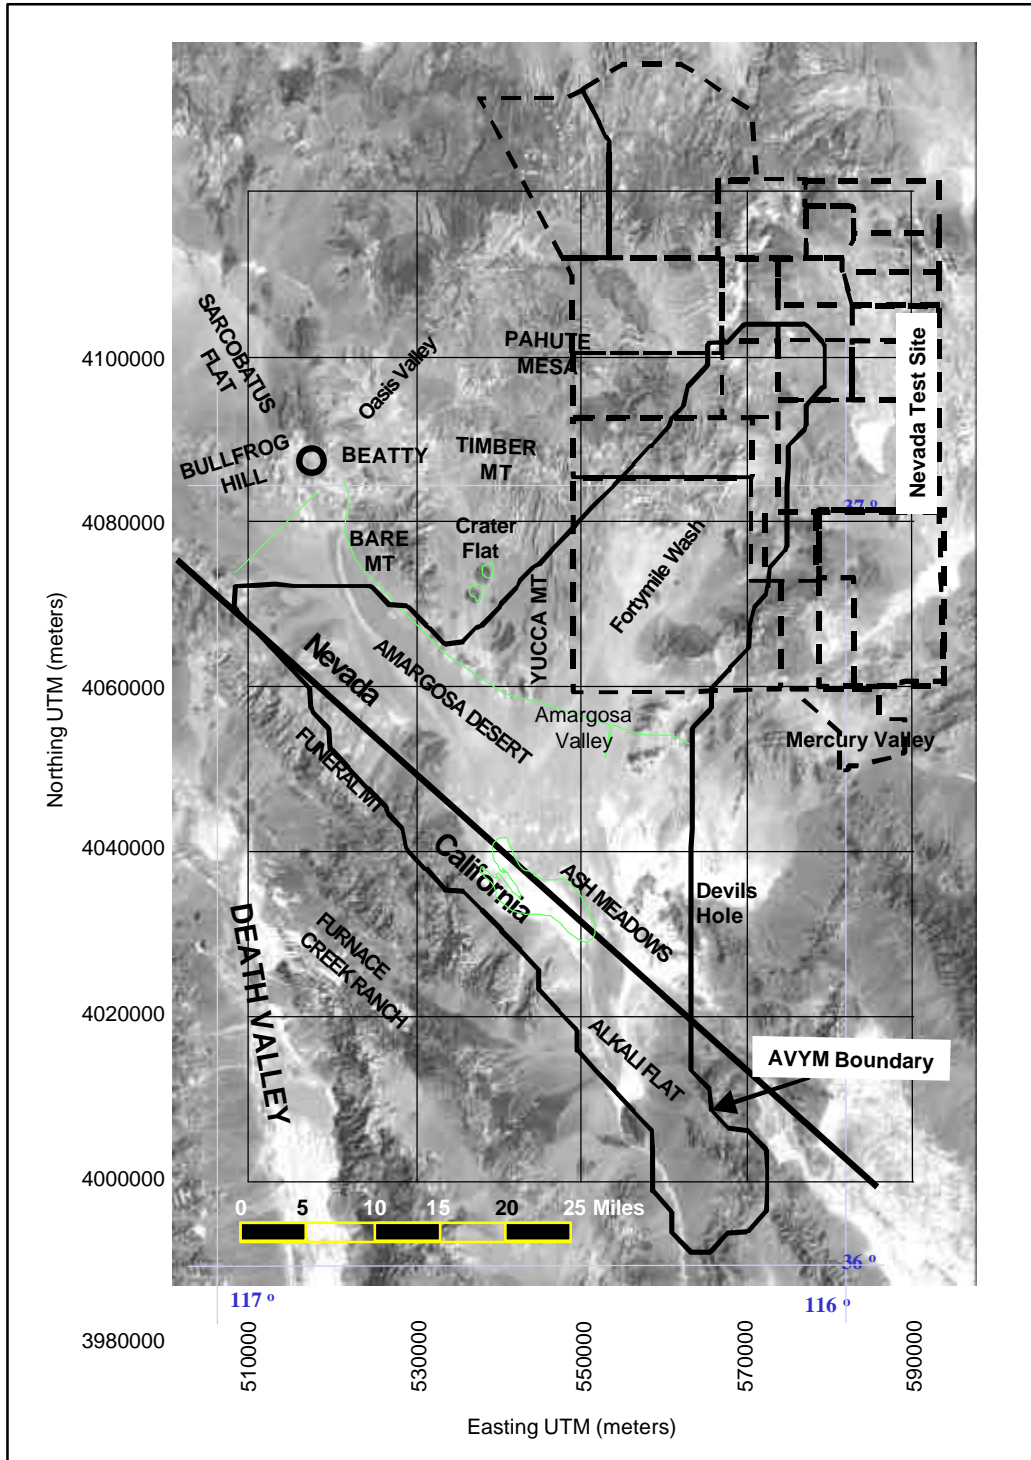 PAHUTE
MESA
SARCOBATUS
FLAT
Oasis Valley
Nevada Test Site
BULLFROG
HILL
BEATTY
TIMBER
MT
37 º
BARE
MT
Crater
Flat
Fortymile Wash
YUCCA MT
Nevada
AMARGOSA DESERT
Amargosa
Valley
Mercury Valley
FUNERAL MT
California
ASH MEADOWS
Devils
Hole
DEATH VALLEY
FURNACE
CREEK RANCH
ALKALI FLAT
AVYM Boundary
0 5 10 15 20 25 Miles
36 º
117 º
116 º
4100000
4080000
4060000
4040000
4020000
4000000
3980000
Northing UTM (meters)
510000
530000
550000
570000
590000
Easting UTM (meters)